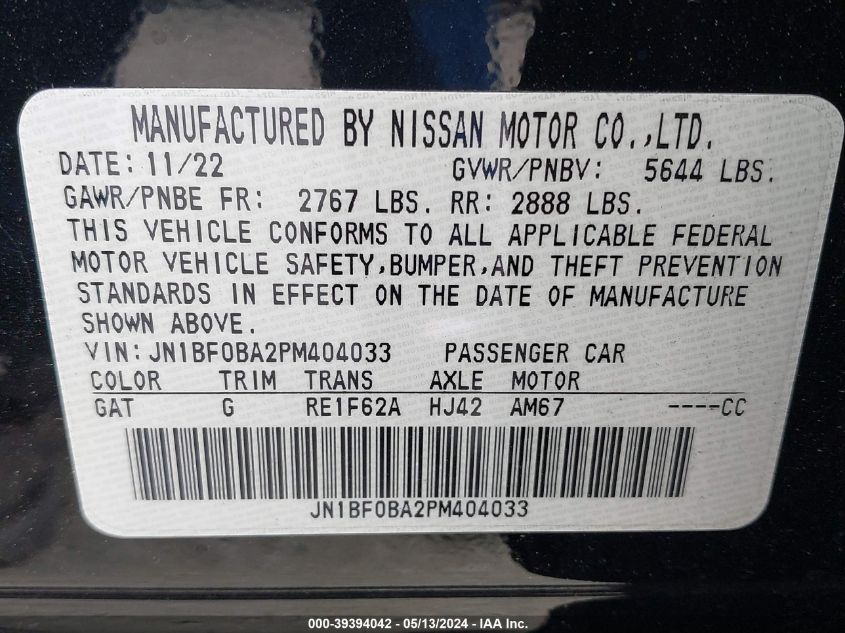 MANUFACTURED BY NISSAN MOTOR CO.,LTD.
DATE: 11/22 GVWR/PNBV: 5644 LBS.
GAWR/PNBE FR: 2767 LBS. RR: 2888 LBS.
THIS VEHICLE CONFORMS TO ALL APPLICABLE FEDERAL
MOTOR VEHICLE SAFETY,BUMPER,AND THEFT PREVENTION
STANDARDS IN EFFECT ON THE DATE OF MANUFACTURE
SHOWN ABOVE.
VIN: JN1BF0BA2PM404033 PASSENGER CAR
COLOR TRIM TRANS AXLE MOTOR
GAT G RE1F62A HJ42 AM67 ----CC
JN1BF0BA2PM404033
000-39394042 - 05/13/2024 - IAA Inc.